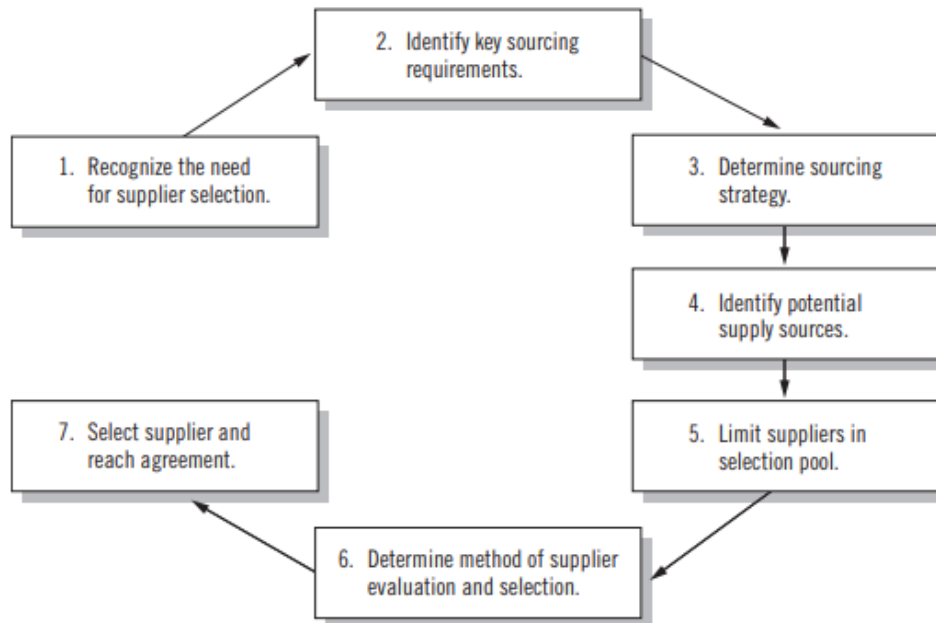 1. Recognize the need
for supplier selection.
2. Identify key sourcing
requirements.
3. Determine sourcing
strategy.
4. Identify potential
supply sources.
5. Limit suppliers in
selection pool.
6. Determine method of supplier
evaluation and selection.
7. Select supplier and
reach agreement.